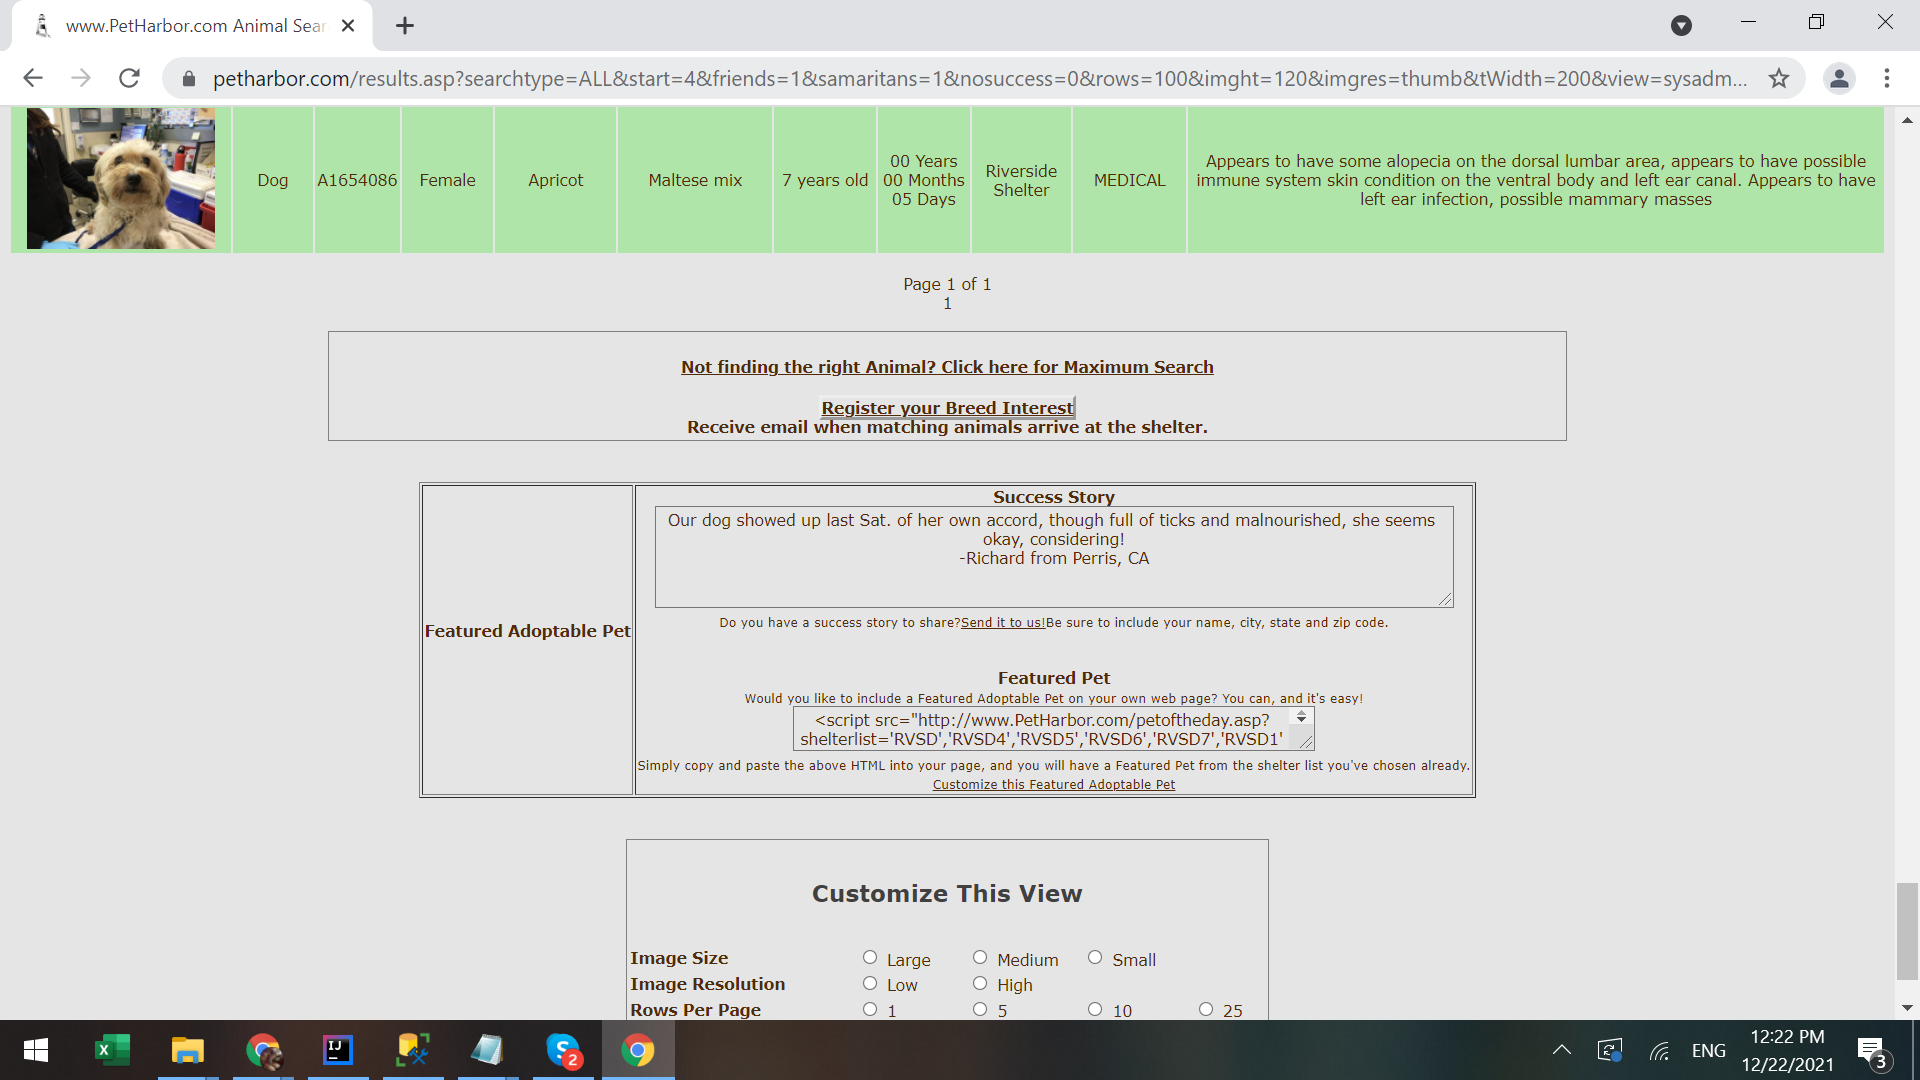 www.PetHarbor.com Animal Sear
petharbor.com/results.asp?searchtype=ALL&start=4&friends=1&samaritans=1&nosuccess=0&rows=100&imght=120&imgres=thumb&tWidth=200&view=sysadm...
Dog
A1654086
Female
Apricot
Maltese mix
7 years old
00 Years
00 Months
05 Days
Riverside
Shelter
MEDICAL
Appears to have some alopecia on the dorsal lumbar area, appears to have possible
immune system skin condition on the ventral body and left ear canal. Appears to have
left ear infection, possible mammary masses
Page 1 of 1
1
Not finding the right Animal? Click here for Maximum Search
Register your Breed Interest
Receive email when matching animals arrive at the shelter.
Featured Adoptable Pet
Success Story
Our dog showed up last Sat. of her own accord, though full of ticks and malnourished, she seems
okay, considering!
-Richard from Perris, CA
Do you have a success story to share?Send it to us!Be sure to include your name, city, state and zip code.
Featured Pet
Would you like to include a Featured Adoptable Pet on your own web page? You can, and it's easy!
<script src="http://www.PetHarbor.com/petoftheday.asp?
shelterlist='RVSD','RVSD4','RVSD5','RVSD6','RVSD7','RVSD1'
Simply copy and paste the above HTML into your page, and you will have a Featured Pet from the shelter list you've chosen already.
Customize this Featured Adoptable Pet
Customize This View
Image Size Large Medium Small
Image Resolution Low High
Rows Per Page 1 5 10 25
IJ
2
ENG
12:22 PM
12/22/2021
3